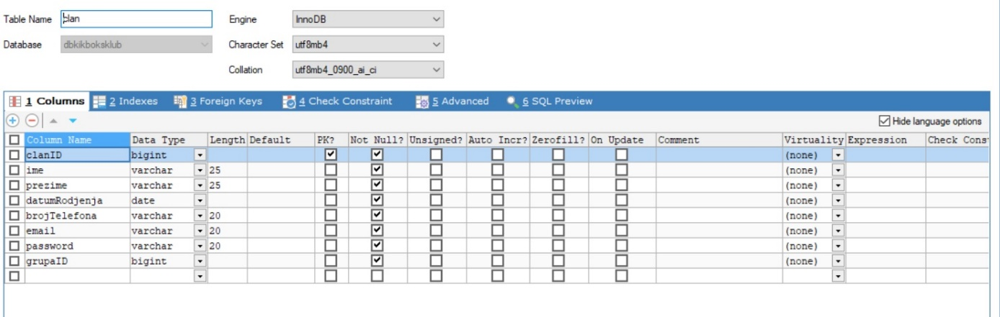 Table Name clan Engine InnoDB
Database dbkikboksklub Character Set utf8mb4
Collation utf8mb4_0900_ai_ci
1 Columns 2 Indexes 3 Foreign Keys 4 Check Constraint 5 Advanced 6 SQL Preview
Hide language options
Column Name Data Type Length Default PK? Not Null? Unsigned? Auto Incr? Zerofill? On Update Comment Virtuality Expression Check Cons
clanID bigint (none)
ime varchar 25 (none)
prezime varchar 25 (none)
datumRodjenja date (none)
brojTelefona varchar 20 (none)
email varchar 20 (none)
password varchar 20 (none)
grupaID bigint (none)